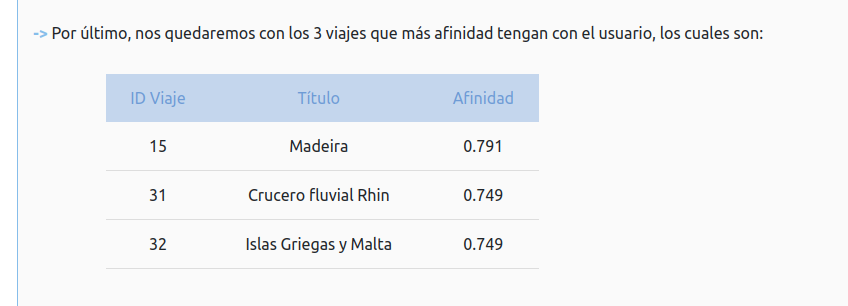 -> Por último, nos quedaremos con los 3 viajes que más afinidad tengan con el usuario, los cuales son:
ID Viaje Título Afinidad
15 Madeira 0.791
31 Crucero fluvial Rhin 0.749
32 Islas Griegas y Malta 0.749